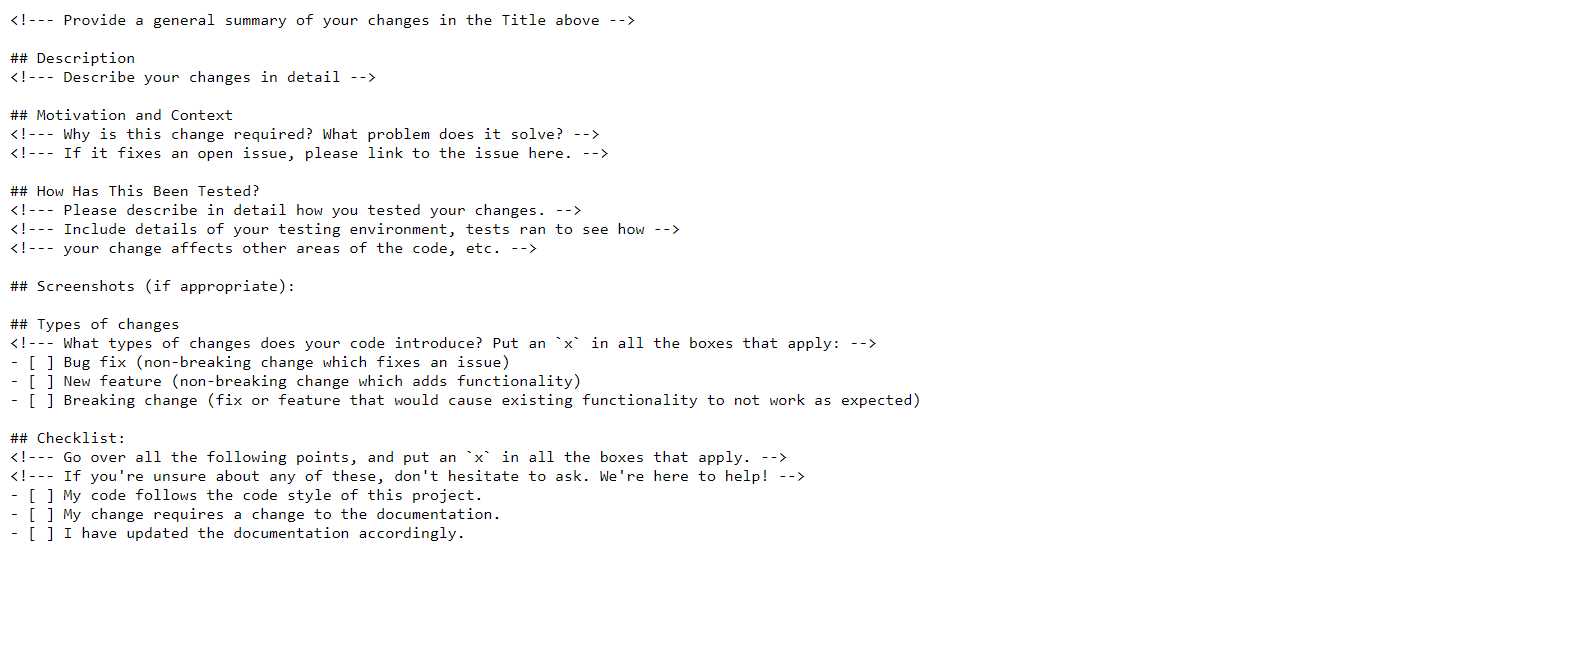 <!--- Provide a general summary of your changes in the Title above -->

## Description
<!--- Describe your changes in detail -->

## Motivation and Context
<!--- Why is this change required? What problem does it solve? -->
<!--- If it fixes an open issue, please link to the issue here. -->

## How Has This Been Tested?
<!--- Please describe in detail how you tested your changes. -->
<!--- Include details of your testing environment, tests ran to see how -->
<!--- your change affects other areas of the code, etc. -->

## Screenshots (if appropriate):

## Types of changes
<!--- What types of changes does your code introduce? Put an `x` in all the boxes that apply: -->
- [ ] Bug fix (non-breaking change which fixes an issue)
- [ ] New feature (non-breaking change which adds functionality)
- [ ] Breaking change (fix or feature that would cause existing functionality to not work as expected)

## Checklist:
<!--- Go over all the following points, and put an `x` in all the boxes that apply. -->
<!--- If you're unsure about any of these, don't hesitate to ask. We're here to help! -->
- [ ] My code follows the code style of this project.
- [ ] My change requires a change to the documentation.
- [ ] I have updated the documentation accordingly.